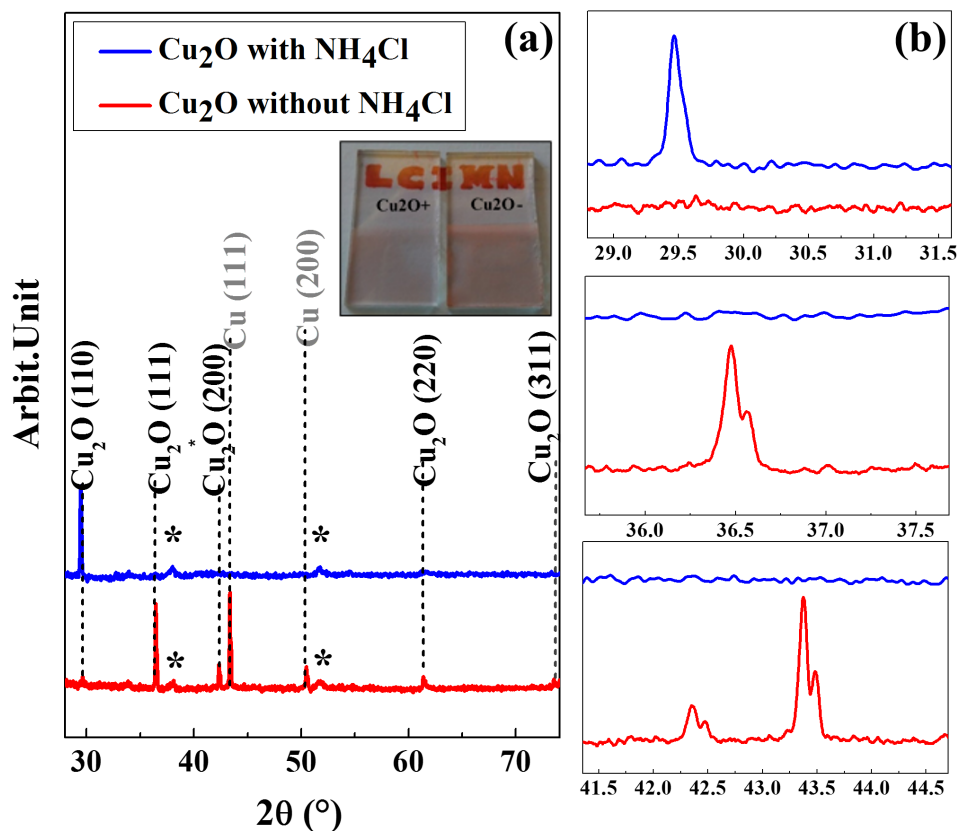 Cu2O with NH4Cl
Cu2O without NH4Cl
(a)
LCIMN
Cu2O+
Cu2O-
Arbit.Unit
Cu2O (110)
Cu2O (111)
*
Cu2O (200)
Cu (111)
Cu (200)
Cu2O (220)
Cu2O (311)
* *
* *
30 40 50 60 70
2θ (°)
(b)
29.0 29.5 30.0 30.5 31.0 31.5
36.0 36.5 37.0 37.5
41.5 42.0 42.5 43.0 43.5 44.0 44.5